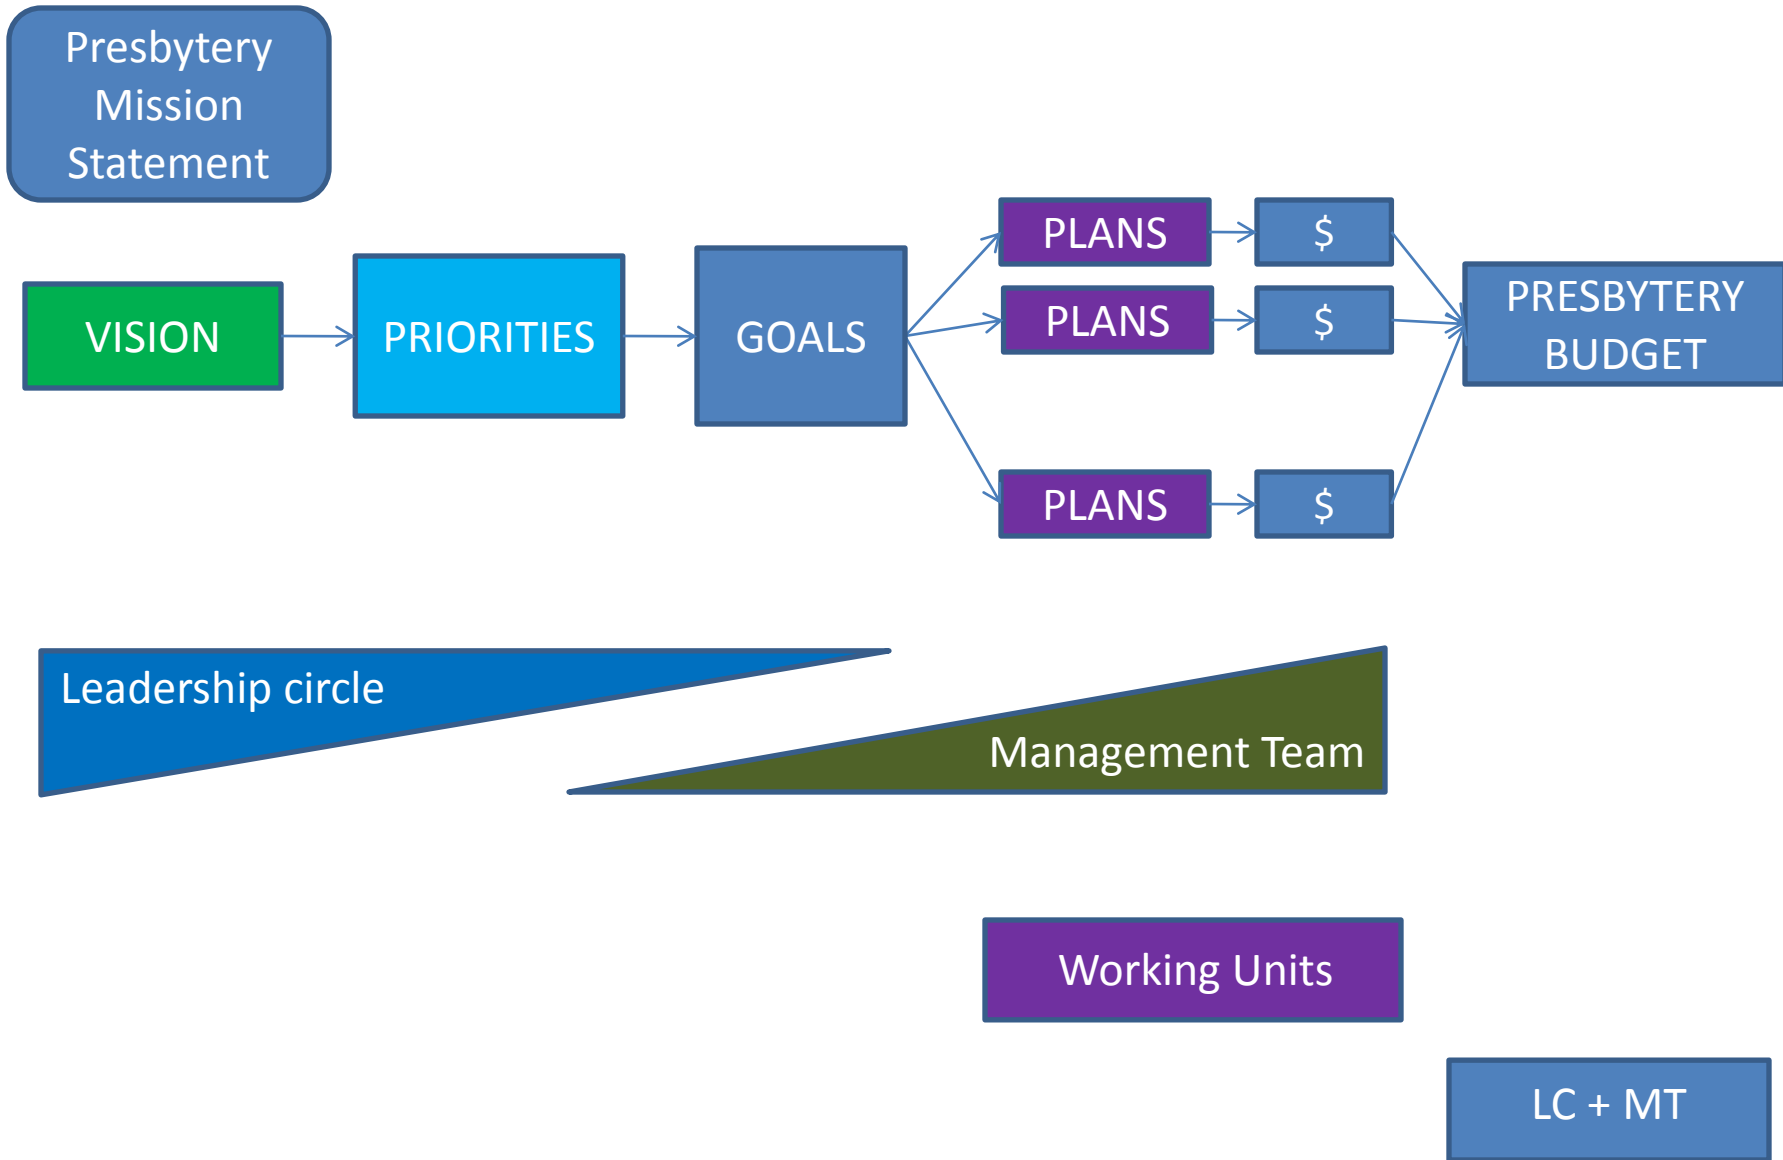 Presbytery
Mission
Statement
VISION
PRIORITIES
GOALS
PLANS
$
PLANS
$
PLANS
$
PRESBYTERY
BUDGET
Leadership circle
Management Team
Working Units
LC + MT